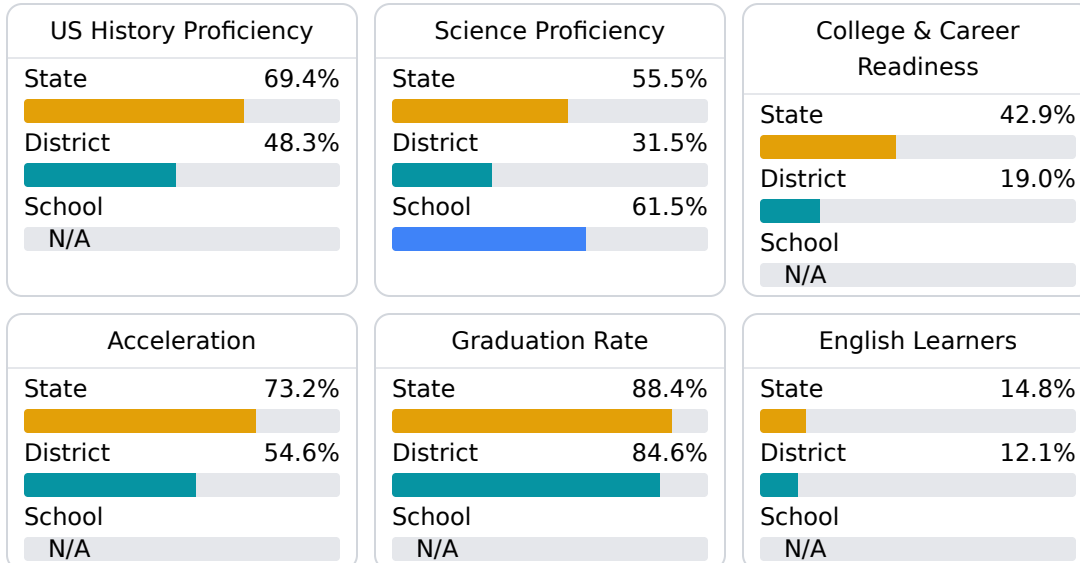 US History Proficiency
State 69.4%
District 48.3%
School
N/A
Science Proficiency
State 55.5%
District 31.5%
School 61.5%
College & Career
Readiness
State 42.9%
District 19.0%
School
N/A
Acceleration
State 73.2%
District 54.6%
School
N/A
Graduation Rate
State 88.4%
District 84.6%
School
N/A
English Learners
State 14.8%
District 12.1%
School
N/A